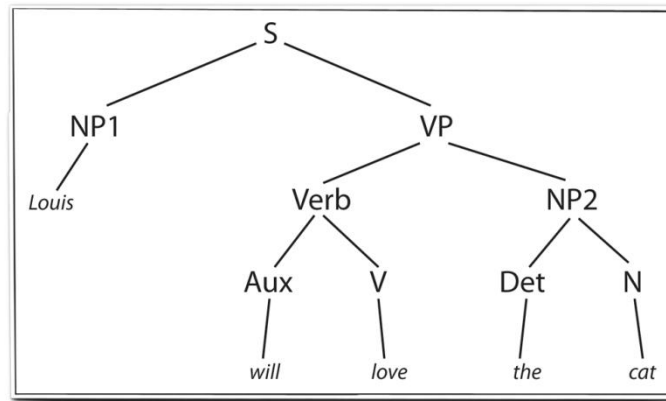 S
NP1 VP
Louis Verb NP2
Aux V Det N
will love the cat